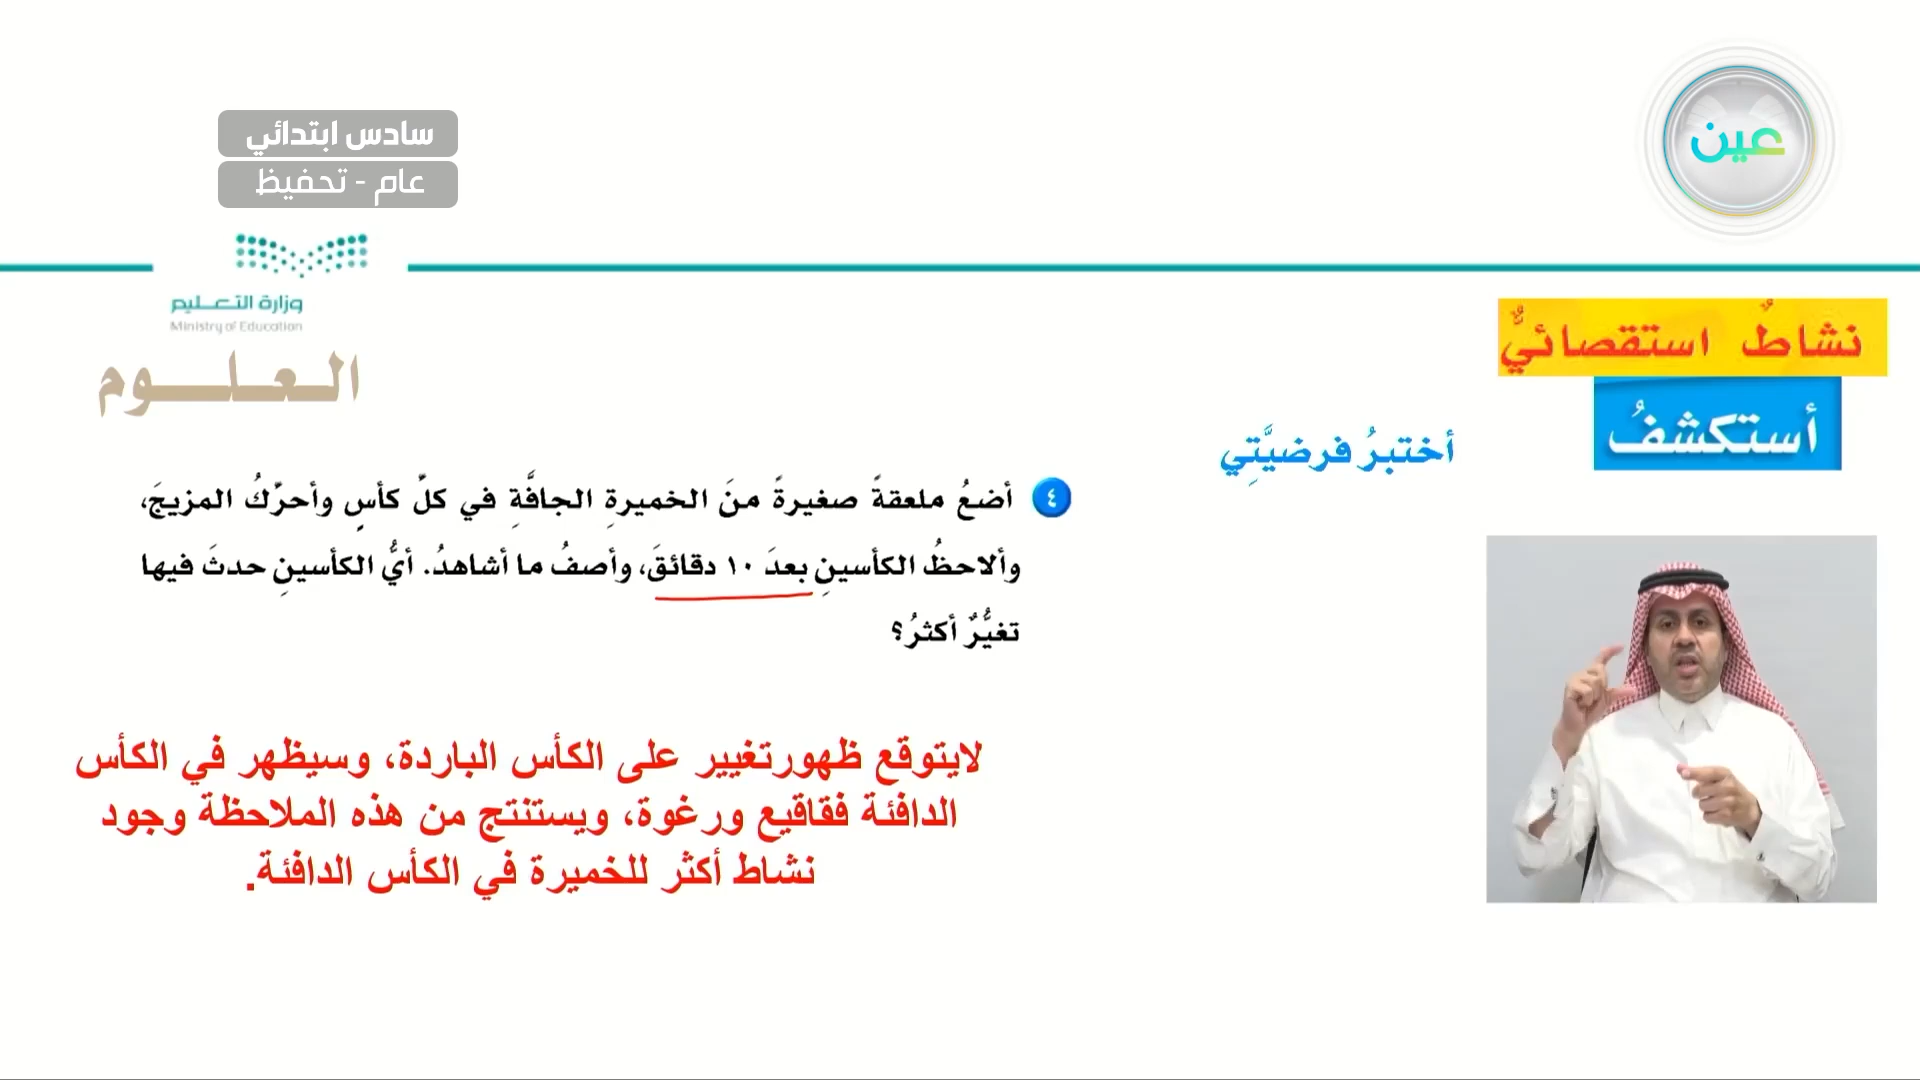 عين
سادس ابتدائي
عام - تحفيظ
وزارة التعليم
Ministry of Education
العلوم
نشاطٌ استقصائيٌّ
أستكشفُ
أختبرُ فرضيَّتِي
٤ أضعُ ملعقةً صغيرةً منَ الخميرةِ الجافَّةِ في كلِّ كأسٍ وأحرِّكُ المزيجَ،
وألاحظُ الكأسينِ بعدَ ١٠ دقائقَ، وأصفُ ما أشاهدُ. أيُّ الكأسينِ حدثَ فيها
تغيُّرٌ أكثرُ؟
لايتوقع ظهورتغيير على الكأس الباردة، وسيظهر في الكأس
الدافئة فقاقيع ورغوة، ويستنتج من هذه الملاحظة وجود
نشاط أكثر للخميرة في الكأس الدافئة.